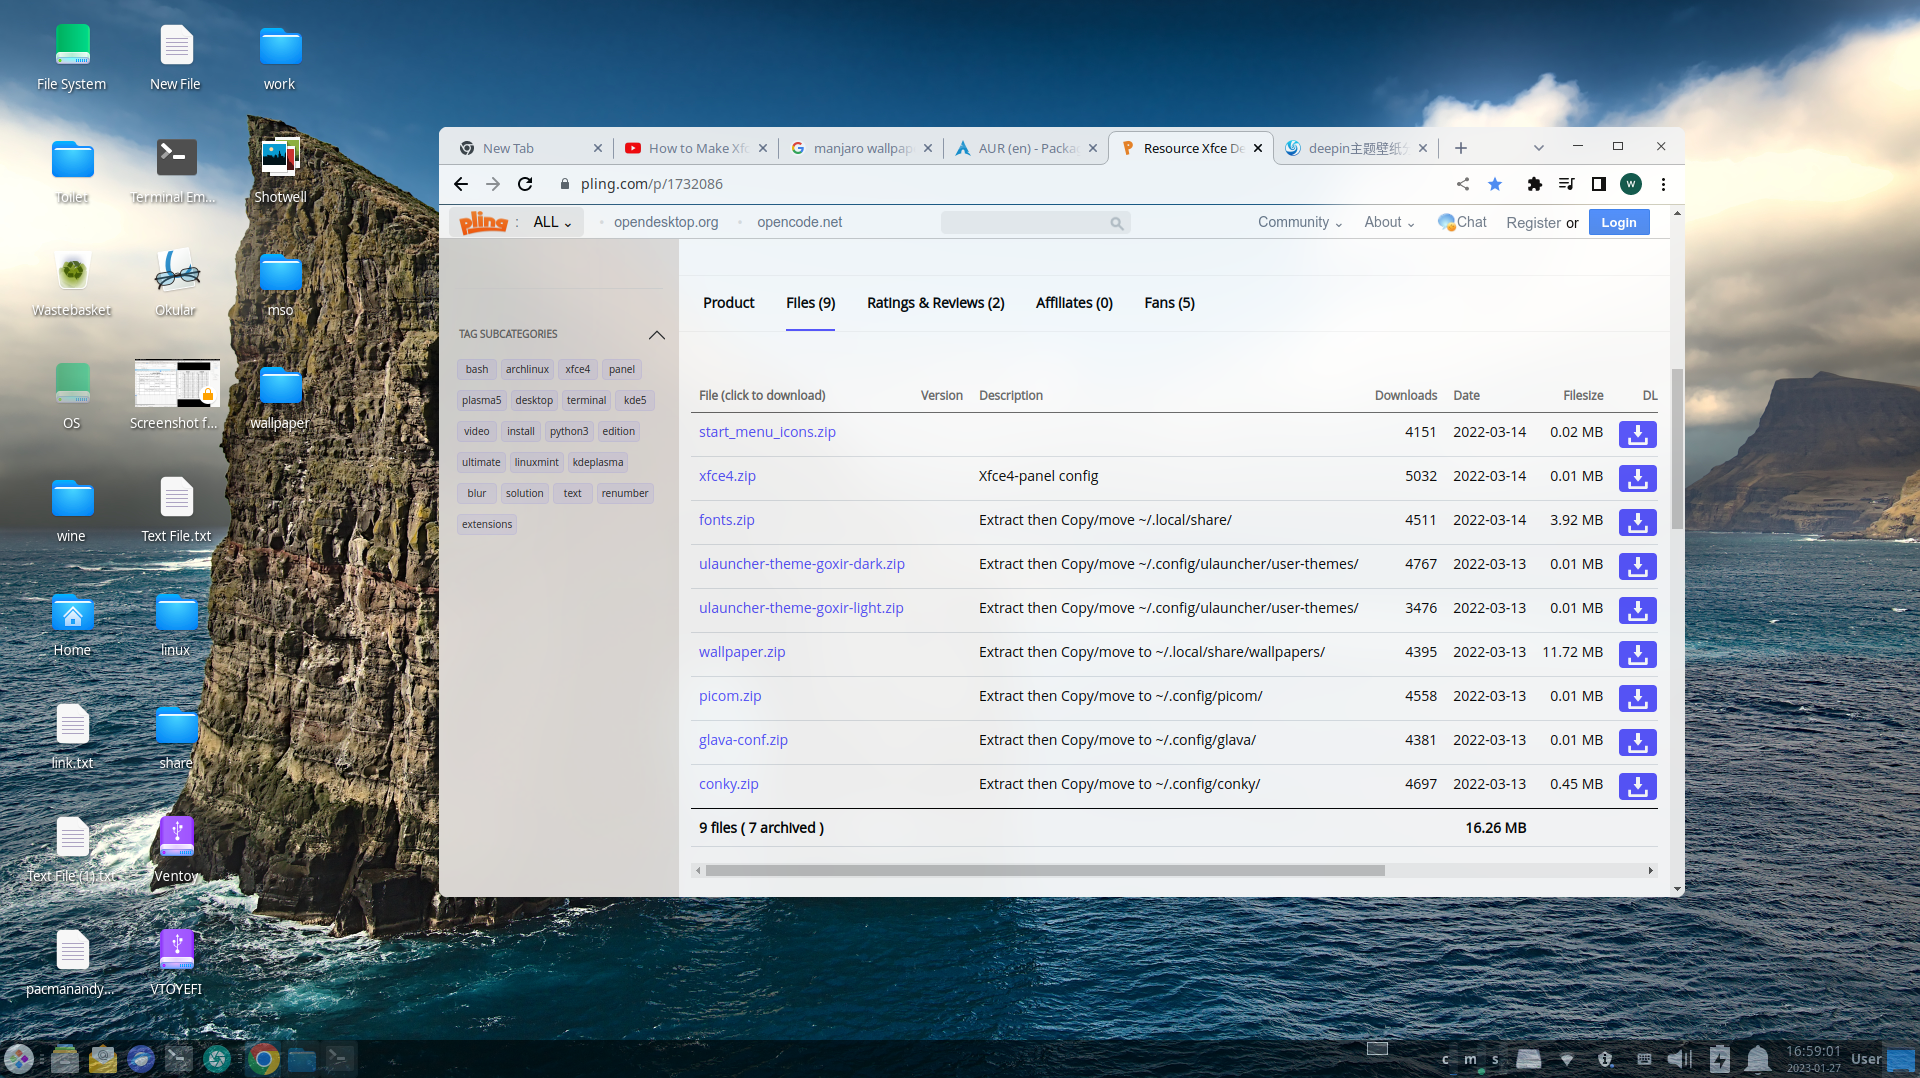 File System
New File
work
Toilet
Terminal Em...
Shotwell
Wastebasket
Okular
mso
OS
Screenshot f...
wallpaper
wine
Text File.txt
Home
linux
link.txt
share
Text File (1).txt
Ventoy
pacmanandy...
VTOYEFI
New Tab
How to Make Xfc
manjaro wallpap
AUR (en) - Packa
Resource Xfce De
deepin主题壁纸分
pling.com/p/1732086
W
pling : ALL
opendesktop.org
opencode.net
Community
About
Chat
Register or
Login
Product
Files (9)
Ratings & Reviews (2)
Affiliates (0)
Fans (5)
TAG SUBCATEGORIES
bash archlinux xfce4 panel
plasma5 desktop terminal kde5
video install python3 edition
ultimate linuxmint kdeplasma
blur solution text renumber
extensions
File (click to download) Version Description Downloads Date Filesize DL
start_menu_icons.zip 4151 2022-03-14 0.02 MB
xfce4.zip Xfce4-panel config 5032 2022-03-14 0.01 MB
fonts.zip Extract then Copy/move ~/.local/share/ 4511 2022-03-14 3.92 MB
ulauncher-theme-goxir-dark.zip Extract then Copy/move ~/.config/ulauncher/user-themes/ 4767 2022-03-13 0.01 MB
ulauncher-theme-goxir-light.zip Extract then Copy/move ~/.config/ulauncher/user-themes/ 3476 2022-03-13 0.01 MB
wallpaper.zip Extract then Copy/move to ~/.local/share/wallpapers/ 4395 2022-03-13 11.72 MB
picom.zip Extract then Copy/move to ~/.config/picom/ 4558 2022-03-13 0.01 MB
glava-conf.zip Extract then Copy/move to ~/.config/glava/ 4381 2022-03-13 0.01 MB
conky.zip Extract then Copy/move to ~/.config/conky/ 4697 2022-03-13 0.45 MB
9 files ( 7 archived ) 16.26 MB
c m s
16:59:01
2023-01-27
User